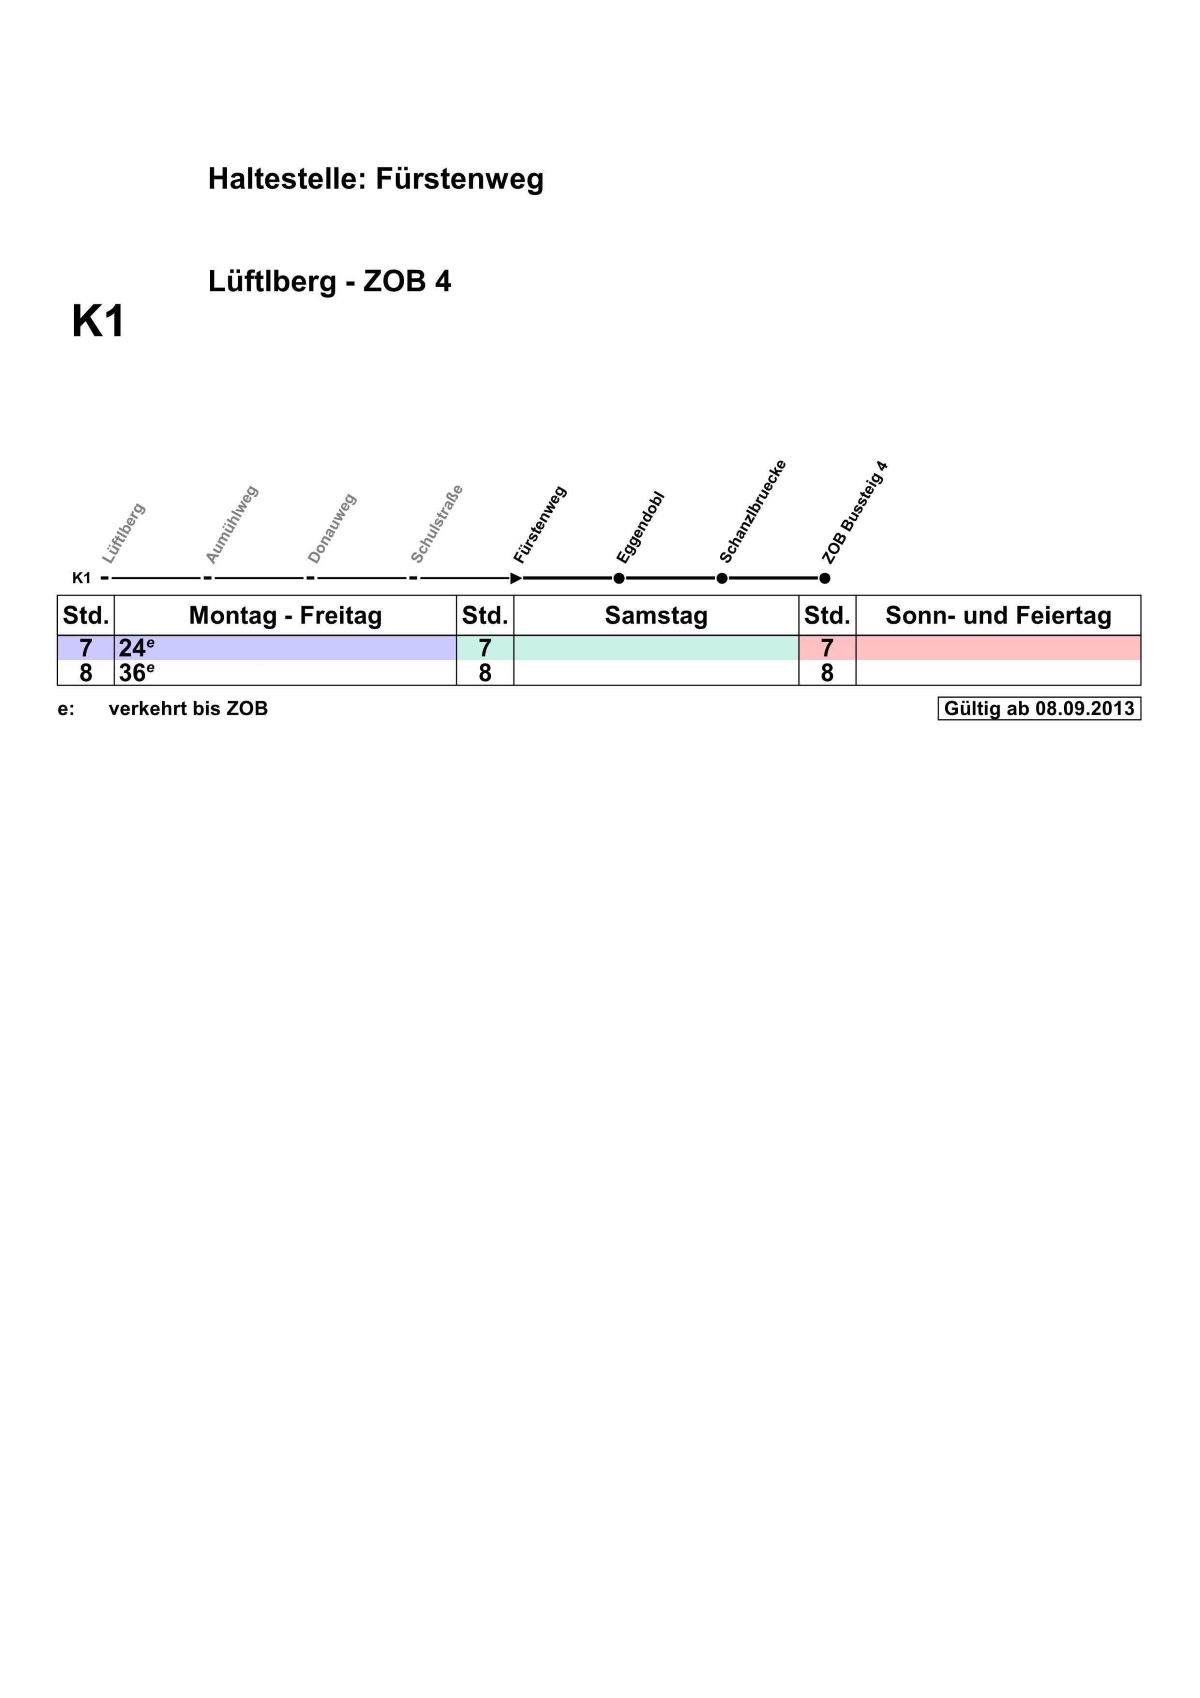 Haltestelle: Fürstenweg
Lüftlberg - ZOB 4
K1
Lüftlberg
Aumühlweg
Donauweg
Schulstraße
Fürstenweg
Eggendobl
Schanzlbruecke
ZOB Bussteig 4
K1
Std. Montag - Freitag Std. Samstag Std. Sonn- und Feiertag
7 24e 7 7
8 36e 8 8
e: verkehrt bis ZOB Gültig ab 08.09.2013